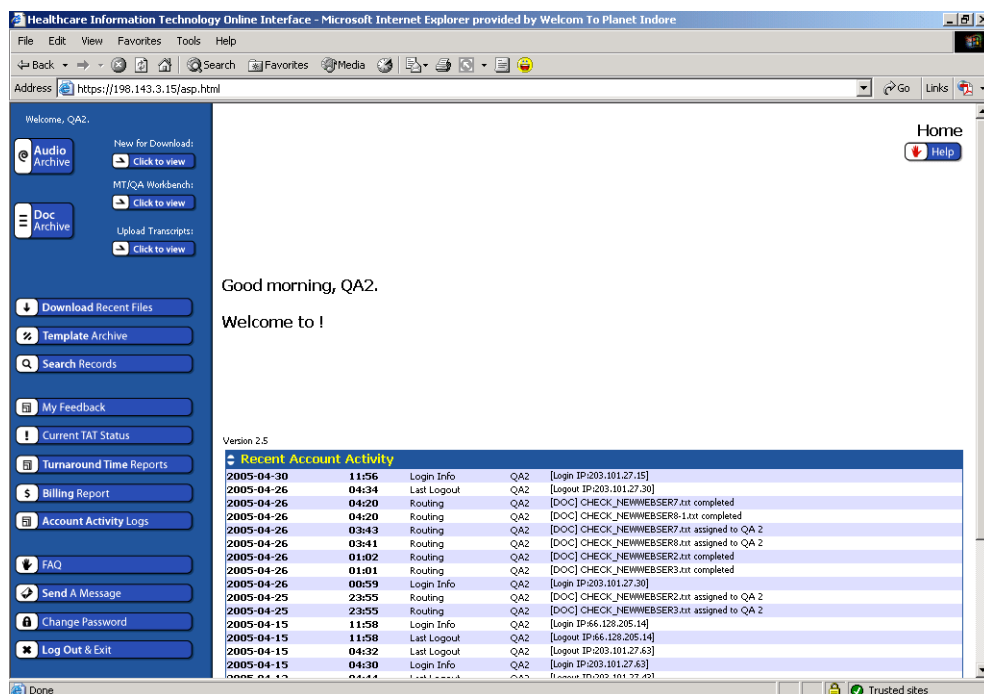 Healthcare Information Technology Online Interface - Microsoft Internet Explorer provided by Welcom To Planet Indore
File Edit View Favorites Tools Help
Back Search Favorites Media
Address https://198.143.3.15/asp.html Go Links
Welcome, QA2.
Audio Archive
New for Download:
Click to view
MT/QA Workbench:
Click to view
Doc Archive
Upload Transcripts:
Click to view
Download Recent Files
Template Archive
Search Records
My Feedback
Current TAT Status
Turnaround Time Reports
Billing Report
Account Activity Logs
FAQ
Send A Message
Change Password
Log Out & Exit
Home
Help
Good morning, QA2.
Welcome to !
Version 2.5
Recent Account Activity
2005-04-30 11:56 Login Info QA2 [Login IP:203.101.27.15]
2005-04-26 04:34 Last Logout QA2 [Logout IP:203.101.27.30]
2005-04-26 04:20 Routing QA2 [DOC] CHECK_NEWWEBSER7.txt completed
2005-04-26 04:20 Routing QA2 [DOC] CHECK_NEWWEBSER8-1.txt completed
2005-04-26 03:43 Routing QA2 [DOC] CHECK_NEWWEBSER7.txt assigned to QA 2
2005-04-26 03:41 Routing QA2 [DOC] CHECK_NEWWEBSER8.txt assigned to QA 2
2005-04-26 01:02 Routing QA2 [DOC] CHECK_NEWWEBSER2.txt completed
2005-04-26 01:01 Routing QA2 [DOC] CHECK_NEWWEBSER3.txt completed
2005-04-26 00:59 Login Info QA2 [Login IP:203.101.27.30]
2005-04-25 23:55 Routing QA2 [DOC] CHECK_NEWWEBSER2.txt assigned to QA 2
2005-04-25 23:55 Routing QA2 [DOC] CHECK_NEWWEBSER3.txt assigned to QA 2
2005-04-15 11:58 Login Info QA2 [Login IP:66.128.205.14]
2005-04-15 11:58 Last Logout QA2 [Logout IP:66.128.205.14]
2005-04-15 04:32 Last Logout QA2 [Logout IP:203.101.27.63]
2005-04-15 04:30 Login Info QA2 [Login IP:203.101.27.63]
Done Trusted sites